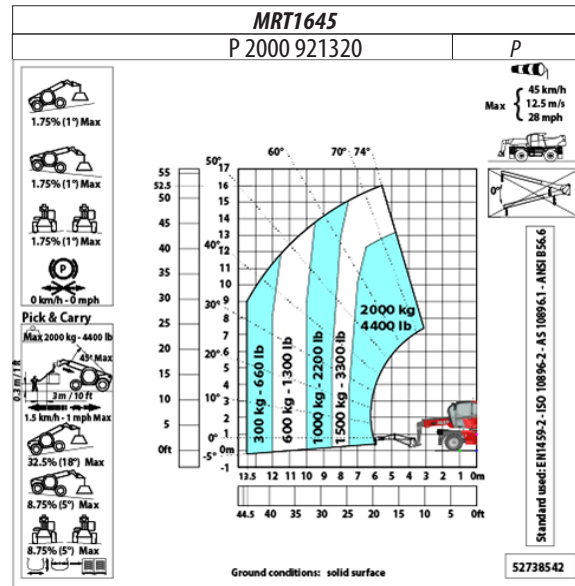 MRT1645
P 2000 921320
P
1.75% (1°) Max
1.75% (1°) Max
1.75% (1°) Max
P
0 km/h - 0 mph
Pick & Carry
Max 2000 kg - 4400 lb
45° Max
0.3 m / 1 ft
3 m / 10 ft
1.5 km/h - 1 mph Max
32.5% (18°) Max
8.75% (5°) Max
8.75% (5°) Max
Max
45 km/h
12.5 m/s
28 mph
0°
60°
70°
74°
50°
40°
30°
20°
10°
0°
-5°
55
52.5
50
45
40
35
30
25
20
15
10
5
0ft
17
16
15
14
13
12
11
10
9
8
7
6
5
4
3
2
1
0m
-1
300 kg - 660 lb
600 kg - 1300 lb
1000 kg - 2200 lb
1500 kg - 3300 lb
2000 kg
4400 lb
13.5 12 11 10 9 8 7 6 5 4 3 2 1 0m
44.5 40 35 30 25 20 15 10 5 0ft
Ground conditions: solid surface
Standard used: EN1459-2 - ISO 10896-2 - AS 10896.1 - ANSI B56.6
52738542